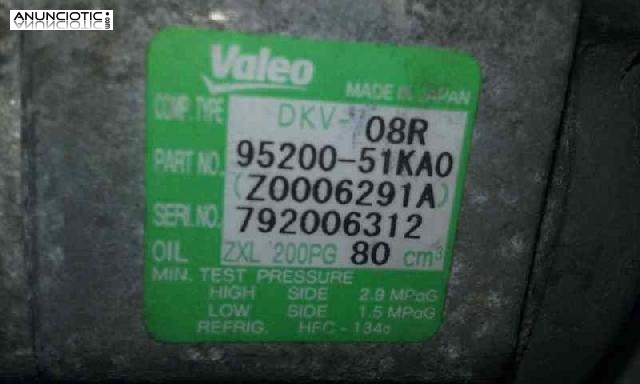 ANUNCIOTIC.com
Valeo
MADE IN JAPAN
COMP. TYPE DKV- 08R
PART NO. 95200-51KA0
(Z0006291A)
SERI.NO. 792006312
OIL ZXL 200PG 80 cm³
MIN. TEST PRESSURE
HIGH SIDE 2.9 MPaG
LOW SIDE 1.5 MPaG
REFRIG. HFC - 134a